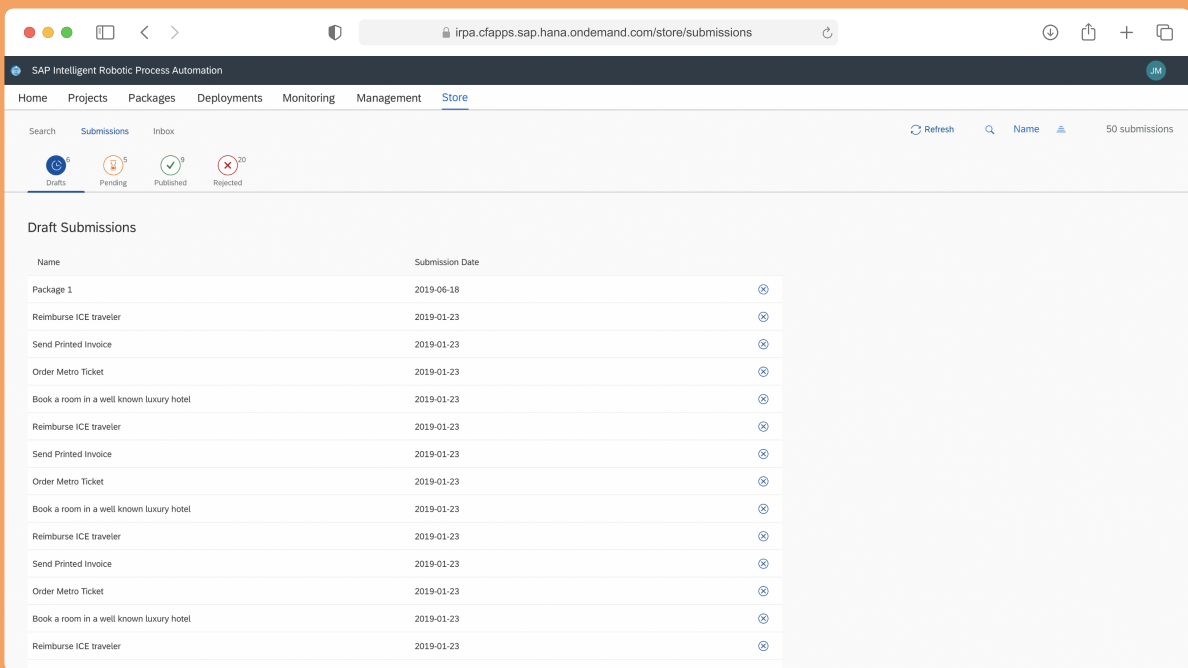 irpa.cfapps.sap.hana.ondemand.com/store/submissions
SAP Intelligent Robotic Process Automation JM
Home Projects Packages Deployments Monitoring Management Store
Search Submissions Inbox Refresh Name 50 submissions
6 5 9 20
Drafts Pending Published Rejected
Draft Submissions
Name Submission Date
Package 1 2019-06-18
Reimburse ICE traveler 2019-01-23
Send Printed Invoice 2019-01-23
Order Metro Ticket 2019-01-23
Book a room in a well known luxury hotel 2019-01-23
Reimburse ICE traveler 2019-01-23
Send Printed Invoice 2019-01-23
Order Metro Ticket 2019-01-23
Book a room in a well known luxury hotel 2019-01-23
Reimburse ICE traveler 2019-01-23
Send Printed Invoice 2019-01-23
Order Metro Ticket 2019-01-23
Book a room in a well known luxury hotel 2019-01-23
Reimburse ICE traveler 2019-01-23